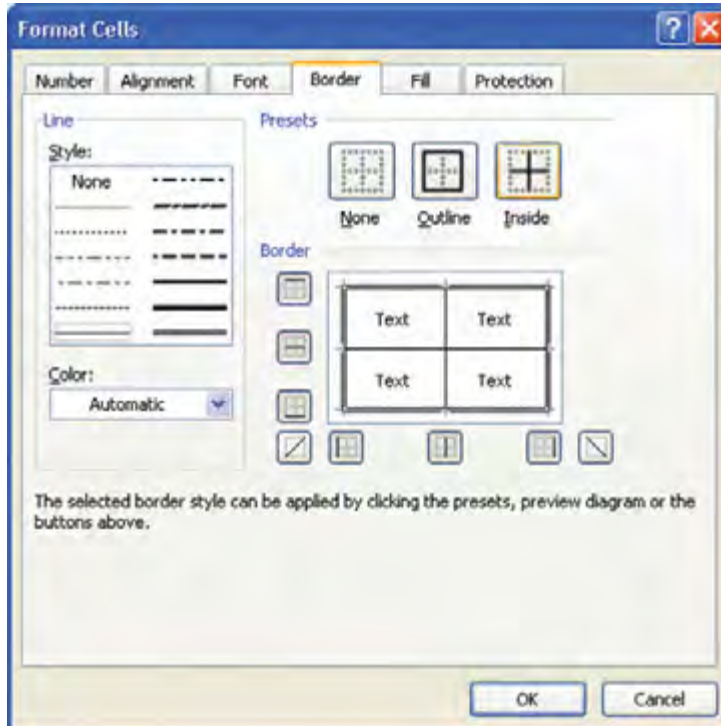 Format Cells
Number Alignment Font Border Fill Protection
Line
Presets
Style:
None
None Outline Inside
Border
Text Text
Text Text
Color:
Automatic
The selected border style can be applied by clicking the presets, preview diagram or the
buttons above.
OK Cancel